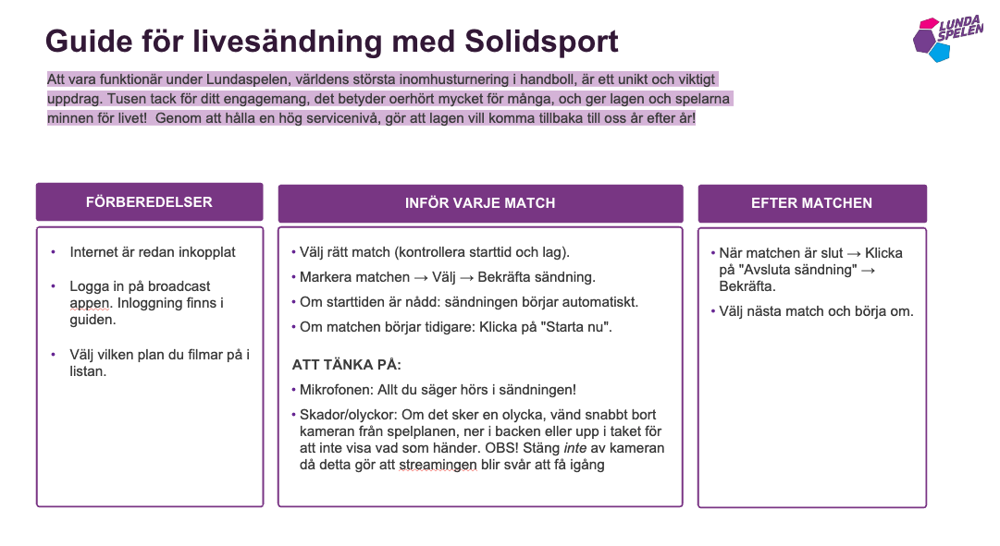 Guide för livesändning med Solidsport
LUNDA
SPELEN
Att vara funktionär under Lundaspelen, världens största inomhusturnering i handboll, är ett unikt och viktigt
uppdrag. Tusen tack för ditt engagemang, det betyder oerhört mycket för många, och ger lagen och spelarna
minnen för livet!  Genom att hålla en hög servicenivå, gör att lagen vill komma tillbaka till oss år efter år!
FÖRBEREDELSER
• Internet är redan inkopplat
• Logga in på broadcast
appen. Inloggning finns i
guiden.
• Välj vilken plan du filmar på i
listan.
INFÖR VARJE MATCH
• Välj rätt match (kontrollera starttid och lag).
• Markera matchen → Välj → Bekräfta sändning.
• Om starttiden är nådd: sändningen börjar automatiskt.
• Om matchen börjar tidigare: Klicka på "Starta nu".
ATT TÄNKA PÅ:
• Mikrofonen: Allt du säger hörs i sändningen!
• Skador/olyckor: Om det sker en olycka, vänd snabbt bort
kameran från spelplanen, ner i backen eller upp i taket för
att inte visa vad som händer. OBS! Stäng inte av kameran
då detta gör att streamingen blir svår att få igång
EFTER MATCHEN
• När matchen är slut → Klicka
på "Avsluta sändning" →
Bekräfta.
• Välj nästa match och börja om.